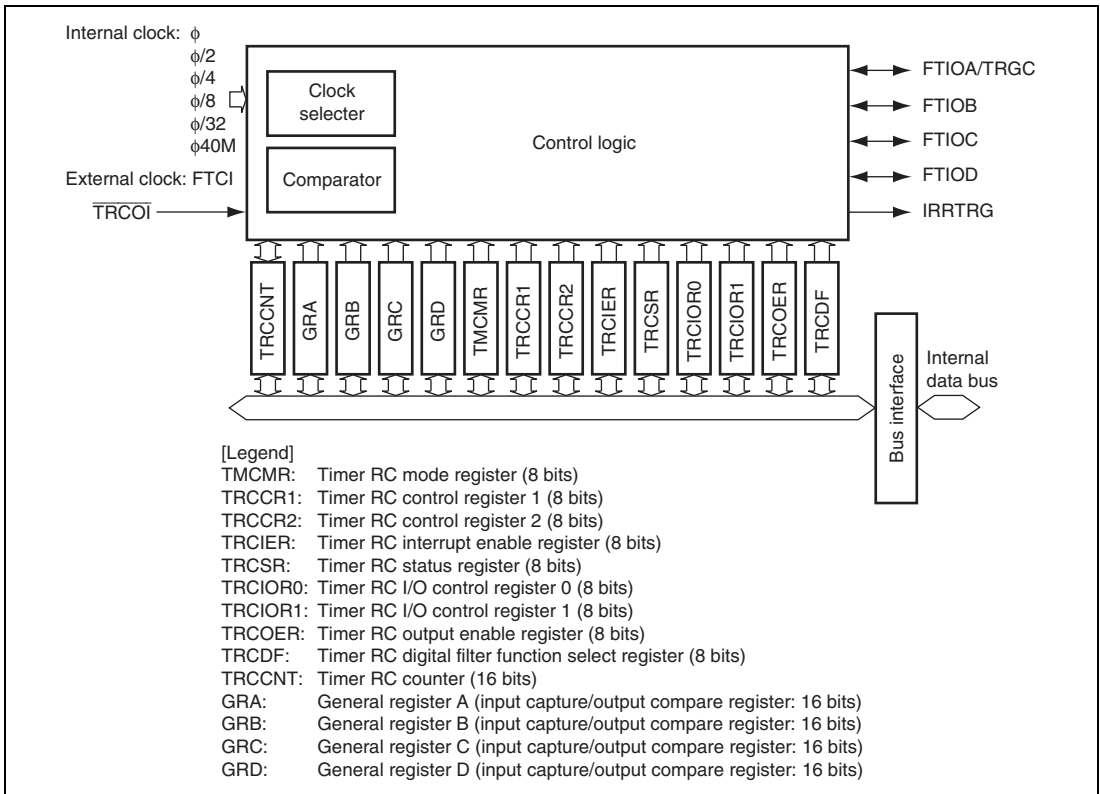 Internal clock: ϕ
ϕ/2
ϕ/4
ϕ/8
ϕ/32
ϕ40M
External clock: FTCI
TRCOI
Clock
selecter
Comparator
Control logic
FTIOA/TRGC
FTIOB
FTIOC
FTIOD
IRRTRG
TRCCNT
GRA
GRB
GRC
GRD
TMCMR
TRCCR1
TRCCR2
TRCIER
TRCSR
TRCIOR0
TRCIOR1
TRCOER
TRCDF
Bus interface
Internal
data bus
[Legend]
TMCMR: Timer RC mode register (8 bits)
TRCCR1: Timer RC control register 1 (8 bits)
TRCCR2: Timer RC control register 2 (8 bits)
TRCIER: Timer RC interrupt enable register (8 bits)
TRCSR: Timer RC status register (8 bits)
TRCIOR0: Timer RC I/O control register 0 (8 bits)
TRCIOR1: Timer RC I/O control register 1 (8 bits)
TRCOER: Timer RC output enable register (8 bits)
TRCDF: Timer RC digital filter function select register (8 bits)
TRCCNT: Timer RC counter (16 bits)
GRA: General register A (input capture/output compare register: 16 bits)
GRB: General register B (input capture/output compare register: 16 bits)
GRC: General register C (input capture/output compare register: 16 bits)
GRD: General register D (input capture/output compare register: 16 bits)